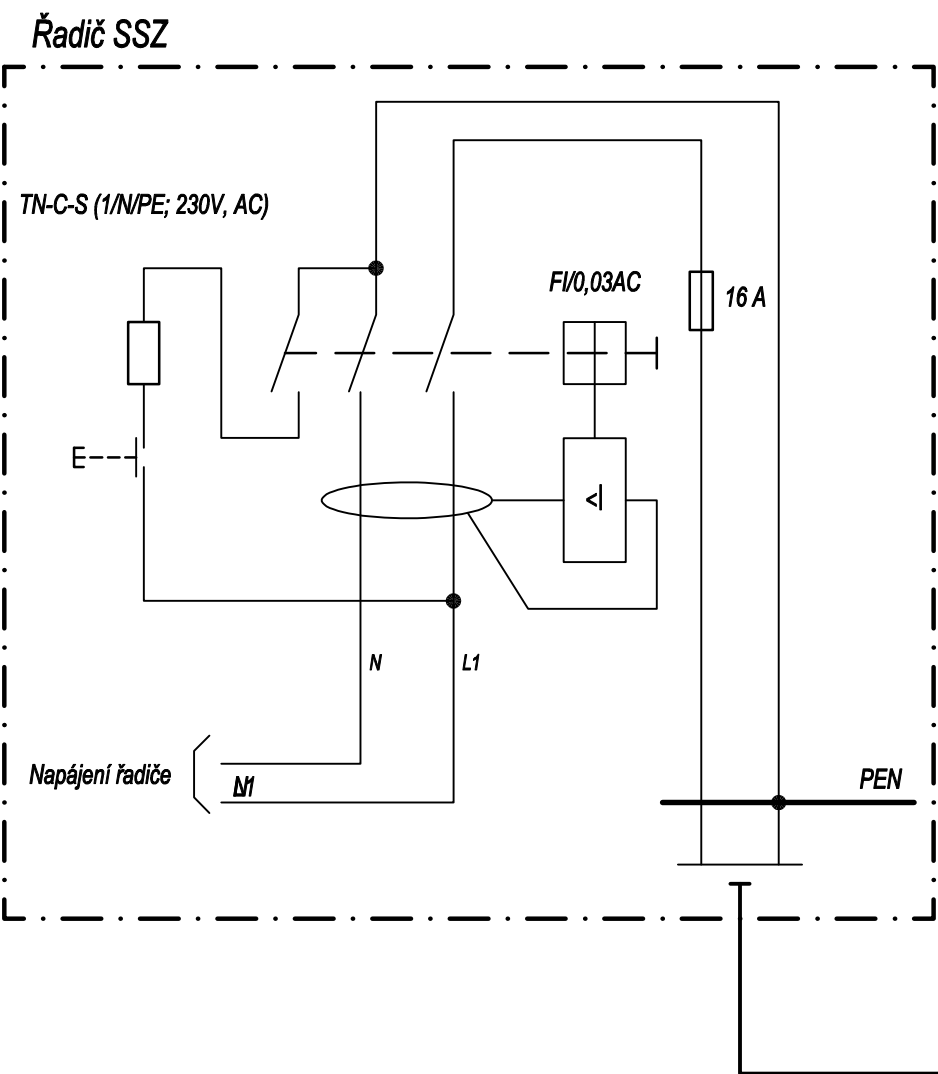 Řadič SSZ
TN-C-S (1/N/PE; 230V, AC)
FI/0,03AC
16 A
N
L1
Napájení řadiče
PEN